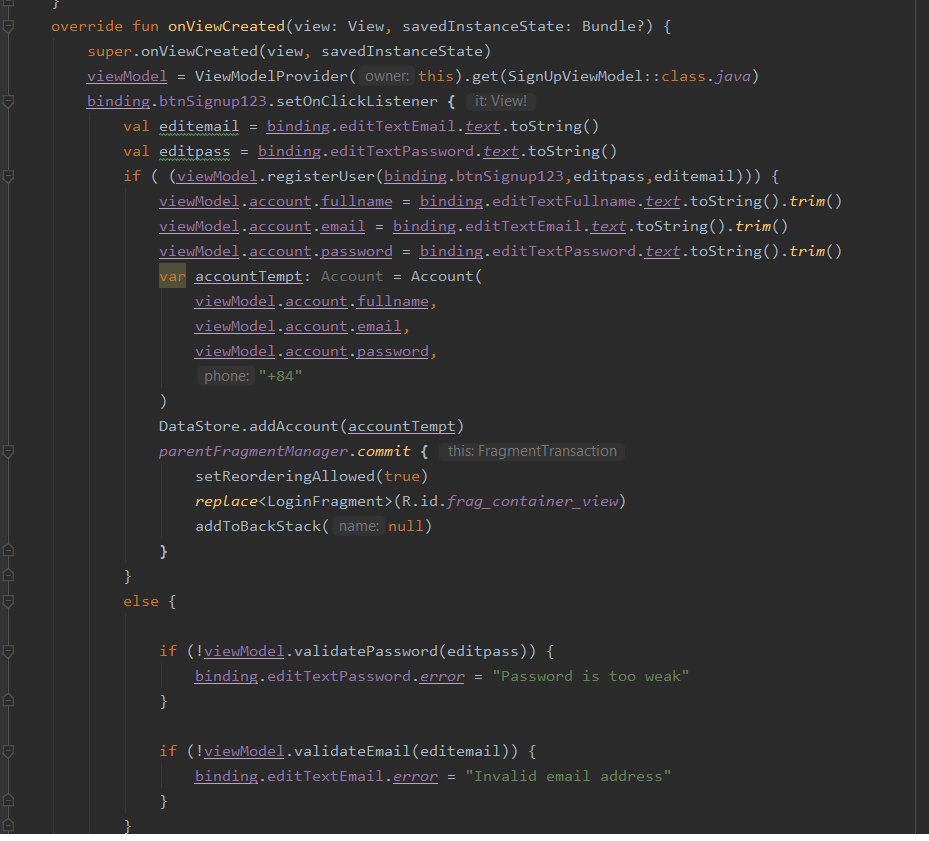 }
override fun onViewCreated(view: View, savedInstanceState: Bundle?) {
super.onViewCreated(view, savedInstanceState)
viewModel = ViewModelProvider( owner: this).get(SignUpViewModel::class.java)
binding.btnSignup123.setOnClickListener { it: View!
val editemail = binding.editTextEmail.text.toString()
val editpass = binding.editTextPassword.text.toString()
if ( (viewModel.registerUser(binding.btnSignup123,editpass,editemail))) {
viewModel.account.fullname = binding.editTextFullname.text.toString().trim()
viewModel.account.email = binding.editTextEmail.text.toString().trim()
viewModel.account.password = binding.editTextPassword.text.toString().trim()
var accountTempt: Account = Account(
viewModel.account.fullname,
viewModel.account.email,
viewModel.account.password,
phone: "+84"
)
DataStore.addAccount(accountTempt)
parentFragmentManager.commit { this: FragmentTransaction
setReorderingAllowed(true)
replace<LoginFragment>(R.id.frag_container_view)
addToBackStack( name: null)
}
}
else {
if (!viewModel.validatePassword(editpass)) {
binding.editTextPassword.error = "Password is too weak"
}
if (!viewModel.validateEmail(editemail)) {
binding.editTextEmail.error = "Invalid email address"
}
}